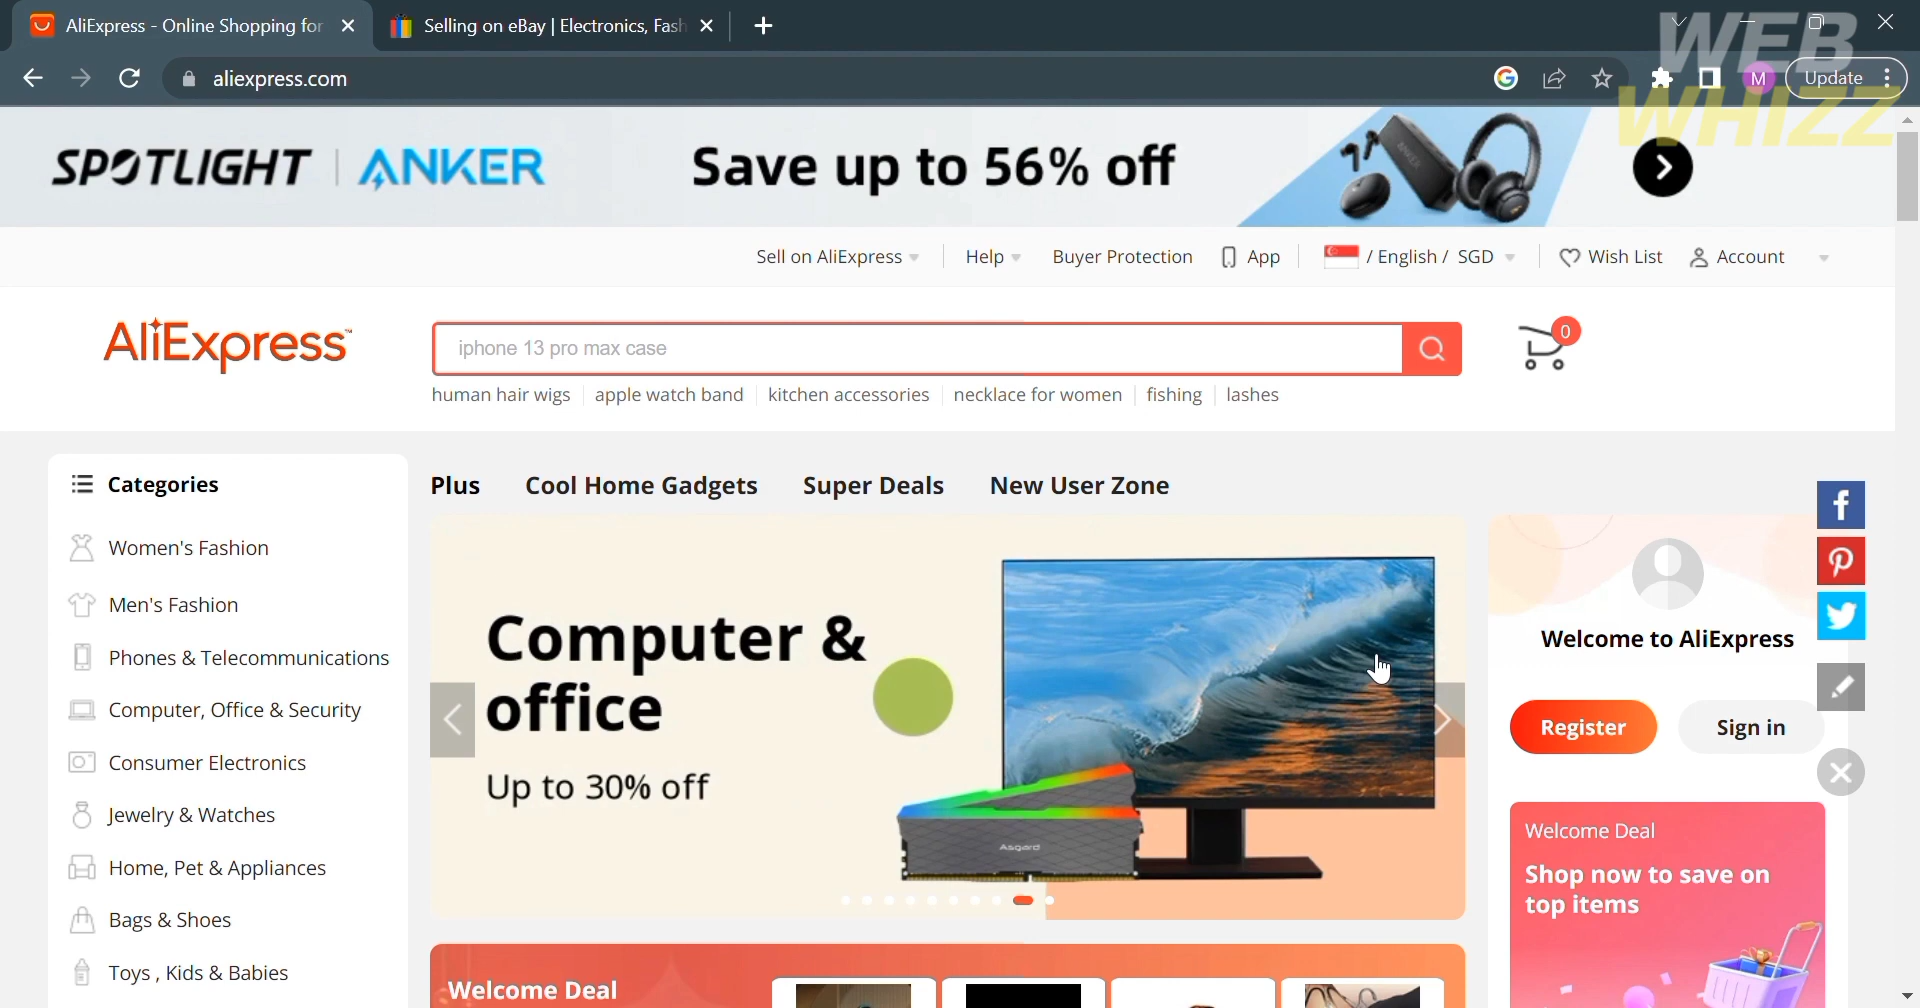 AliExpress - Online Shopping for
Selling on eBay | Electronics, Fash
aliexpress.com
M
Update
WEB
WHIZZ
SPOTLIGHT | ANKER
Save up to 56% off
ANKER
Sell on AliExpress
Help
Buyer Protection
App
/ English / SGD
Wish List
Account
AliExpress™
iphone 13 pro max case
0
human hair wigs
apple watch band
kitchen accessories
necklace for women
fishing
lashes
Categories
Women's Fashion
Men's Fashion
Phones & Telecommunications
Computer, Office & Security
Consumer Electronics
Jewelry & Watches
Home, Pet & Appliances
Bags & Shoes
Toys , Kids & Babies
Plus
Cool Home Gadgets
Super Deals
New User Zone
Computer &
office
Up to 30% off
Asgard
Welcome to AliExpress
Register
Sign in
Welcome Deal
Shop now to save on
top items
Welcome Deal